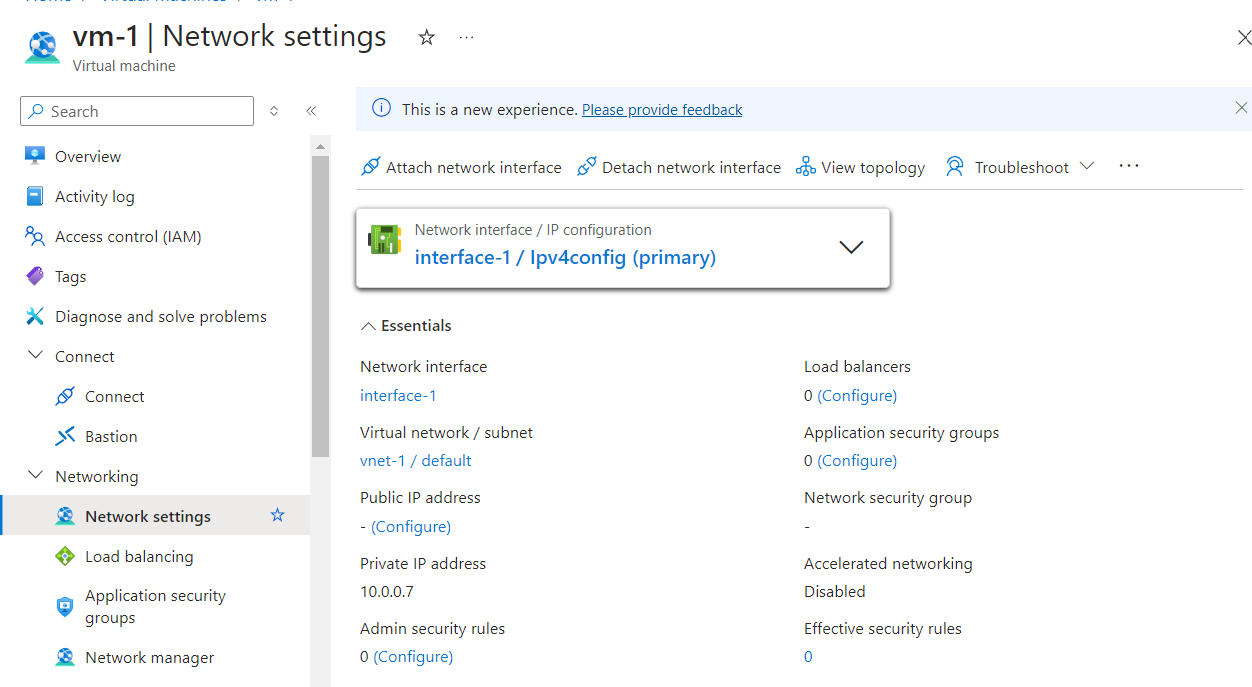 vm-1 | Network settings
Virtual machine
Search
This is a new experience. Please provide feedback
Overview
Activity log
Access control (IAM)
Tags
Diagnose and solve problems
Connect
Connect
Bastion
Networking
Network settings
Load balancing
Application security
groups
Network manager
Attach network interface
Detach network interface
View topology
Troubleshoot
Network interface / IP configuration
interface-1 / Ipv4config (primary)
Essentials
Network interface
interface-1
Virtual network / subnet
vnet-1 / default
Public IP address
- (Configure)
Private IP address
10.0.0.7
Admin security rules
0 (Configure)
Load balancers
0 (Configure)
Application security groups
0 (Configure)
Network security group
-
Accelerated networking
Disabled
Effective security rules
0